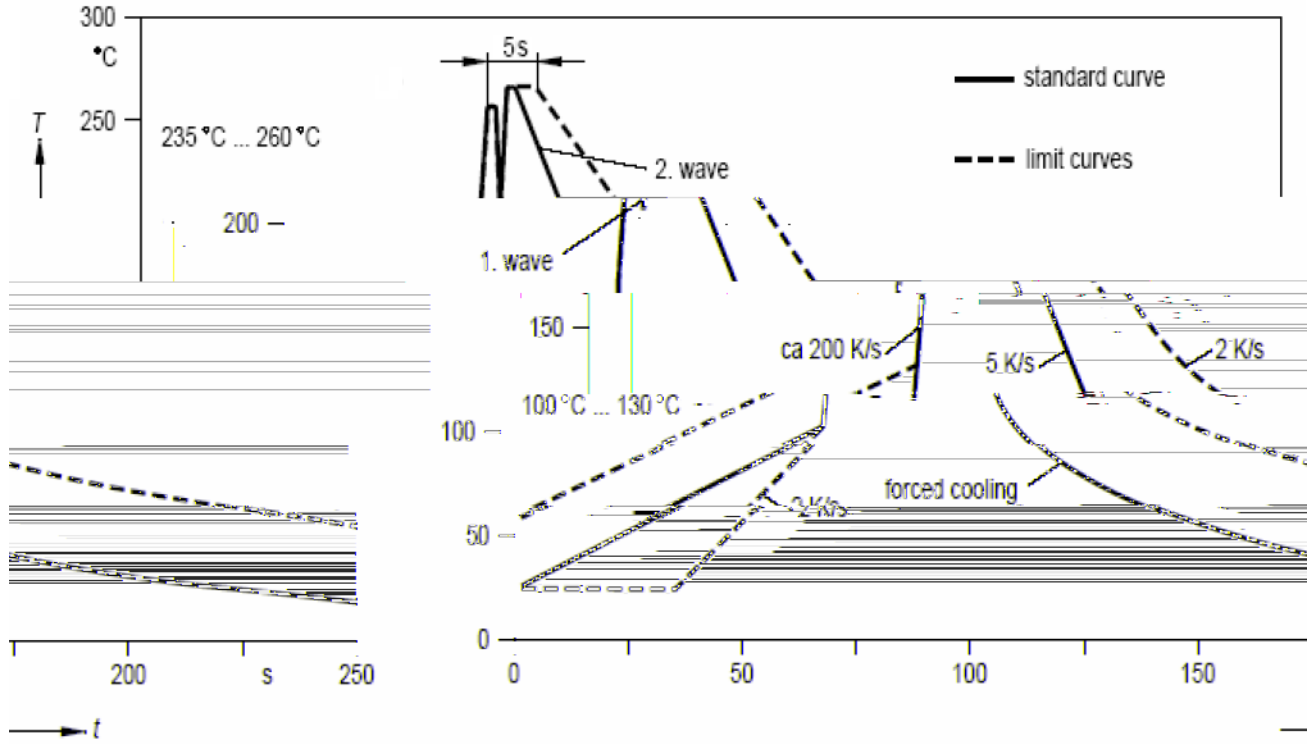 300
°C
5s
standard curve
T
250
235 °C ... 260 °C
limit curves
2. wave
200
1. wave
150
ca 200 K/s
5 K/s
2 K/s
100 °C ... 130 °C
100
forced cooling
2 K/s
50
0
200
s
250
0
50
100
150
t